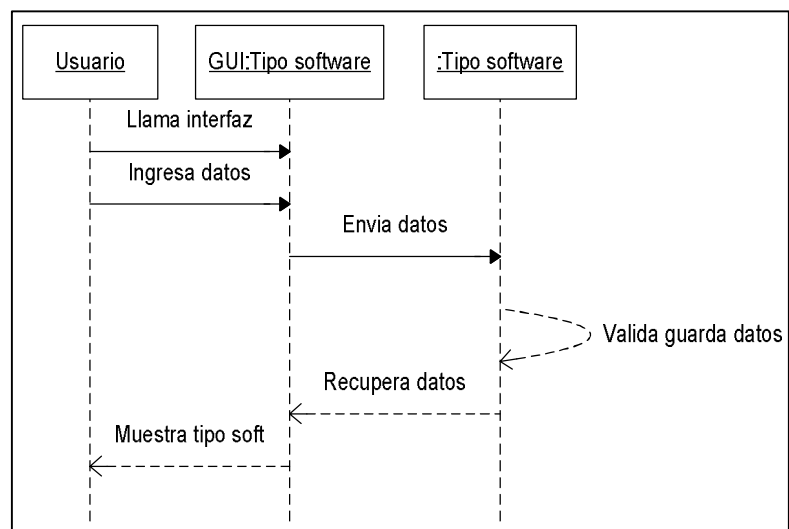 Usuario
GUI:Tipo software
:Tipo software
Llama interfaz
Ingresa datos
Envia datos
Valida guarda datos
Recupera datos
Muestra tipo soft